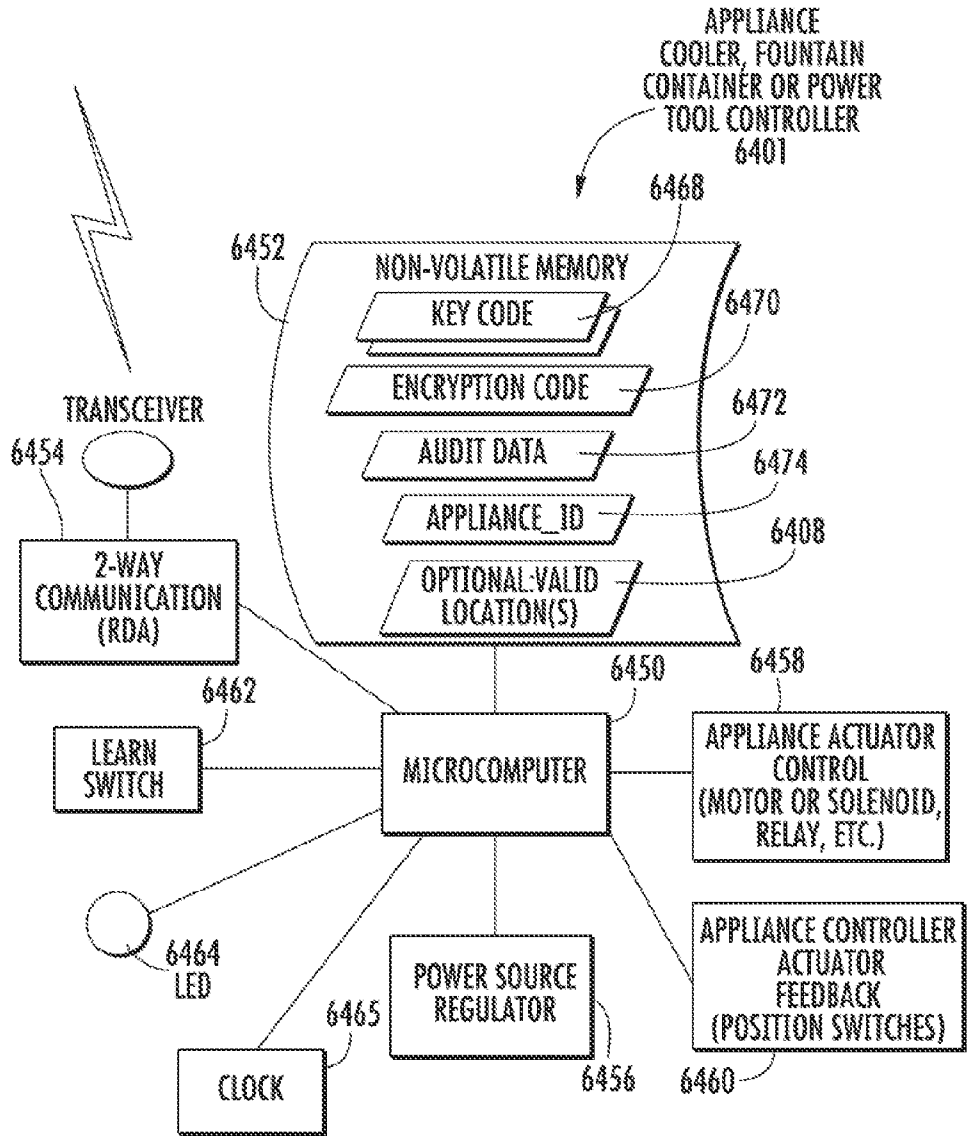 APPLIANCE
COOLER, FOUNTAIN
CONTAINER OR POWER
TOOL CONTROLLER
6401
6468
6452
NON-VOLATILE MEMORY
KEY CODE
6470
ENCRYPTION CODE
6472
AUDIT DATA
6474
APPLIANCE_ID
6408
OPTIONAL:VALID
LOCATION(S)
TRANSCEIVER
6454
2-WAY
COMMUNICATION
(RDA)
6462
LEARN
SWITCH
6450
MICROCOMPUTER
6458
APPLIANCE ACTUATOR
CONTROL
(MOTOR OR SOLENOID,
RELAY, ETC.)
6464
LED
6465
CLOCK
POWER SOURCE
REGULATOR
6456
APPLIANCE CONTROLLER
ACTUATOR
FEEDBACK
(POSITION SWITCHES)
6460